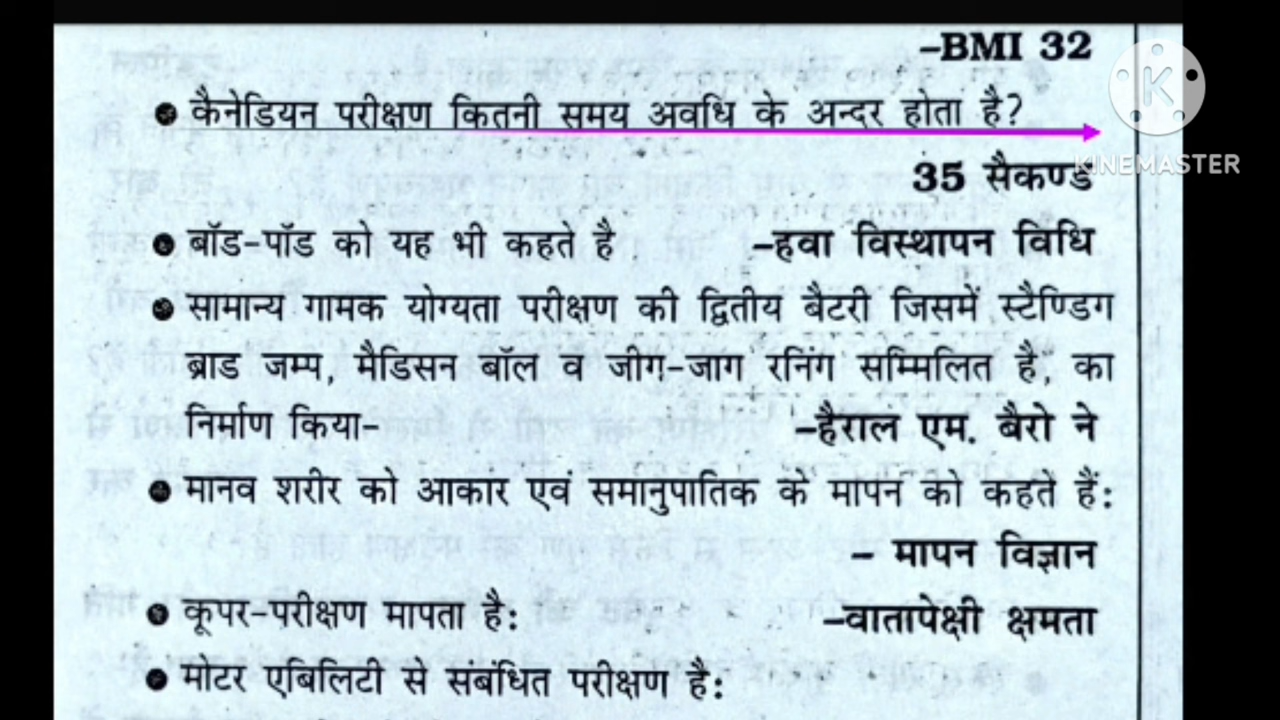 –BMI 32
● कैनेडियन परीक्षण कितनी समय अवधि के अन्दर होता है?
35 सैकण्ड
● बॉड-पॉड को यह भी कहते है –हवा विस्थापन विधि
● सामान्य गामक योग्यता परीक्षण की द्वितीय बैटरी जिसमें स्टैण्डिग
ब्राड जम्प, मैडिसन बॉल व जीग-जाग रनिंग सम्मिलित है, का
निर्माण किया– –हैराल एम. बैरो ने
● मानव शरीर को आकार एवं समानुपातिक के मापन को कहते हैं:
– मापन विज्ञान
● कूपर-परीक्षण मापता है: –वातापेक्षी क्षमता
● मोटर एबिलिटी से संबंधित परीक्षण है:
K
KINEMASTER